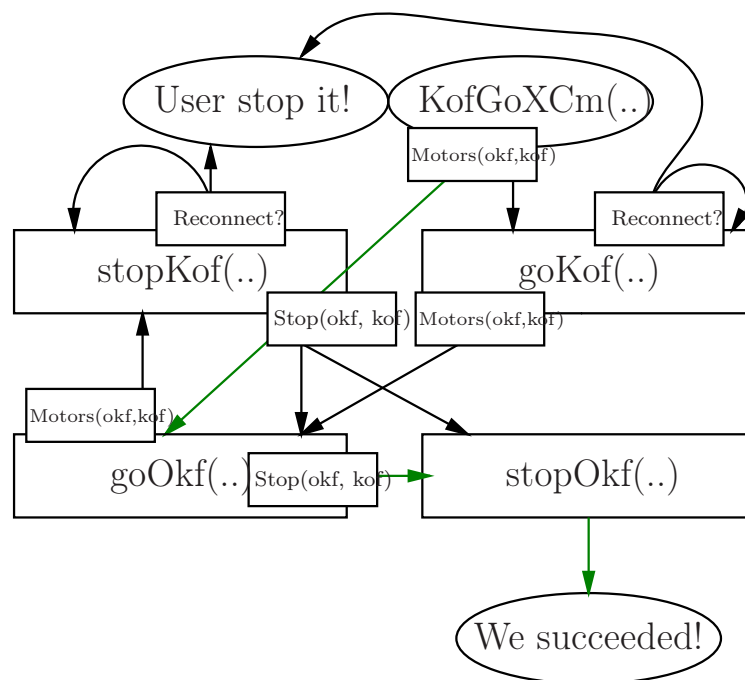 User stop it!
KofGoXCm(..)
Motors(okf,kof)
Reconnect?
Reconnect?
stopKof(..)
goKof(..)
Stop(okf, kof)
Motors(okf,kof)
Motors(okf,kof)
goOkf(..)
Stop(okf, kof)
stopOkf(..)
We succeeded!